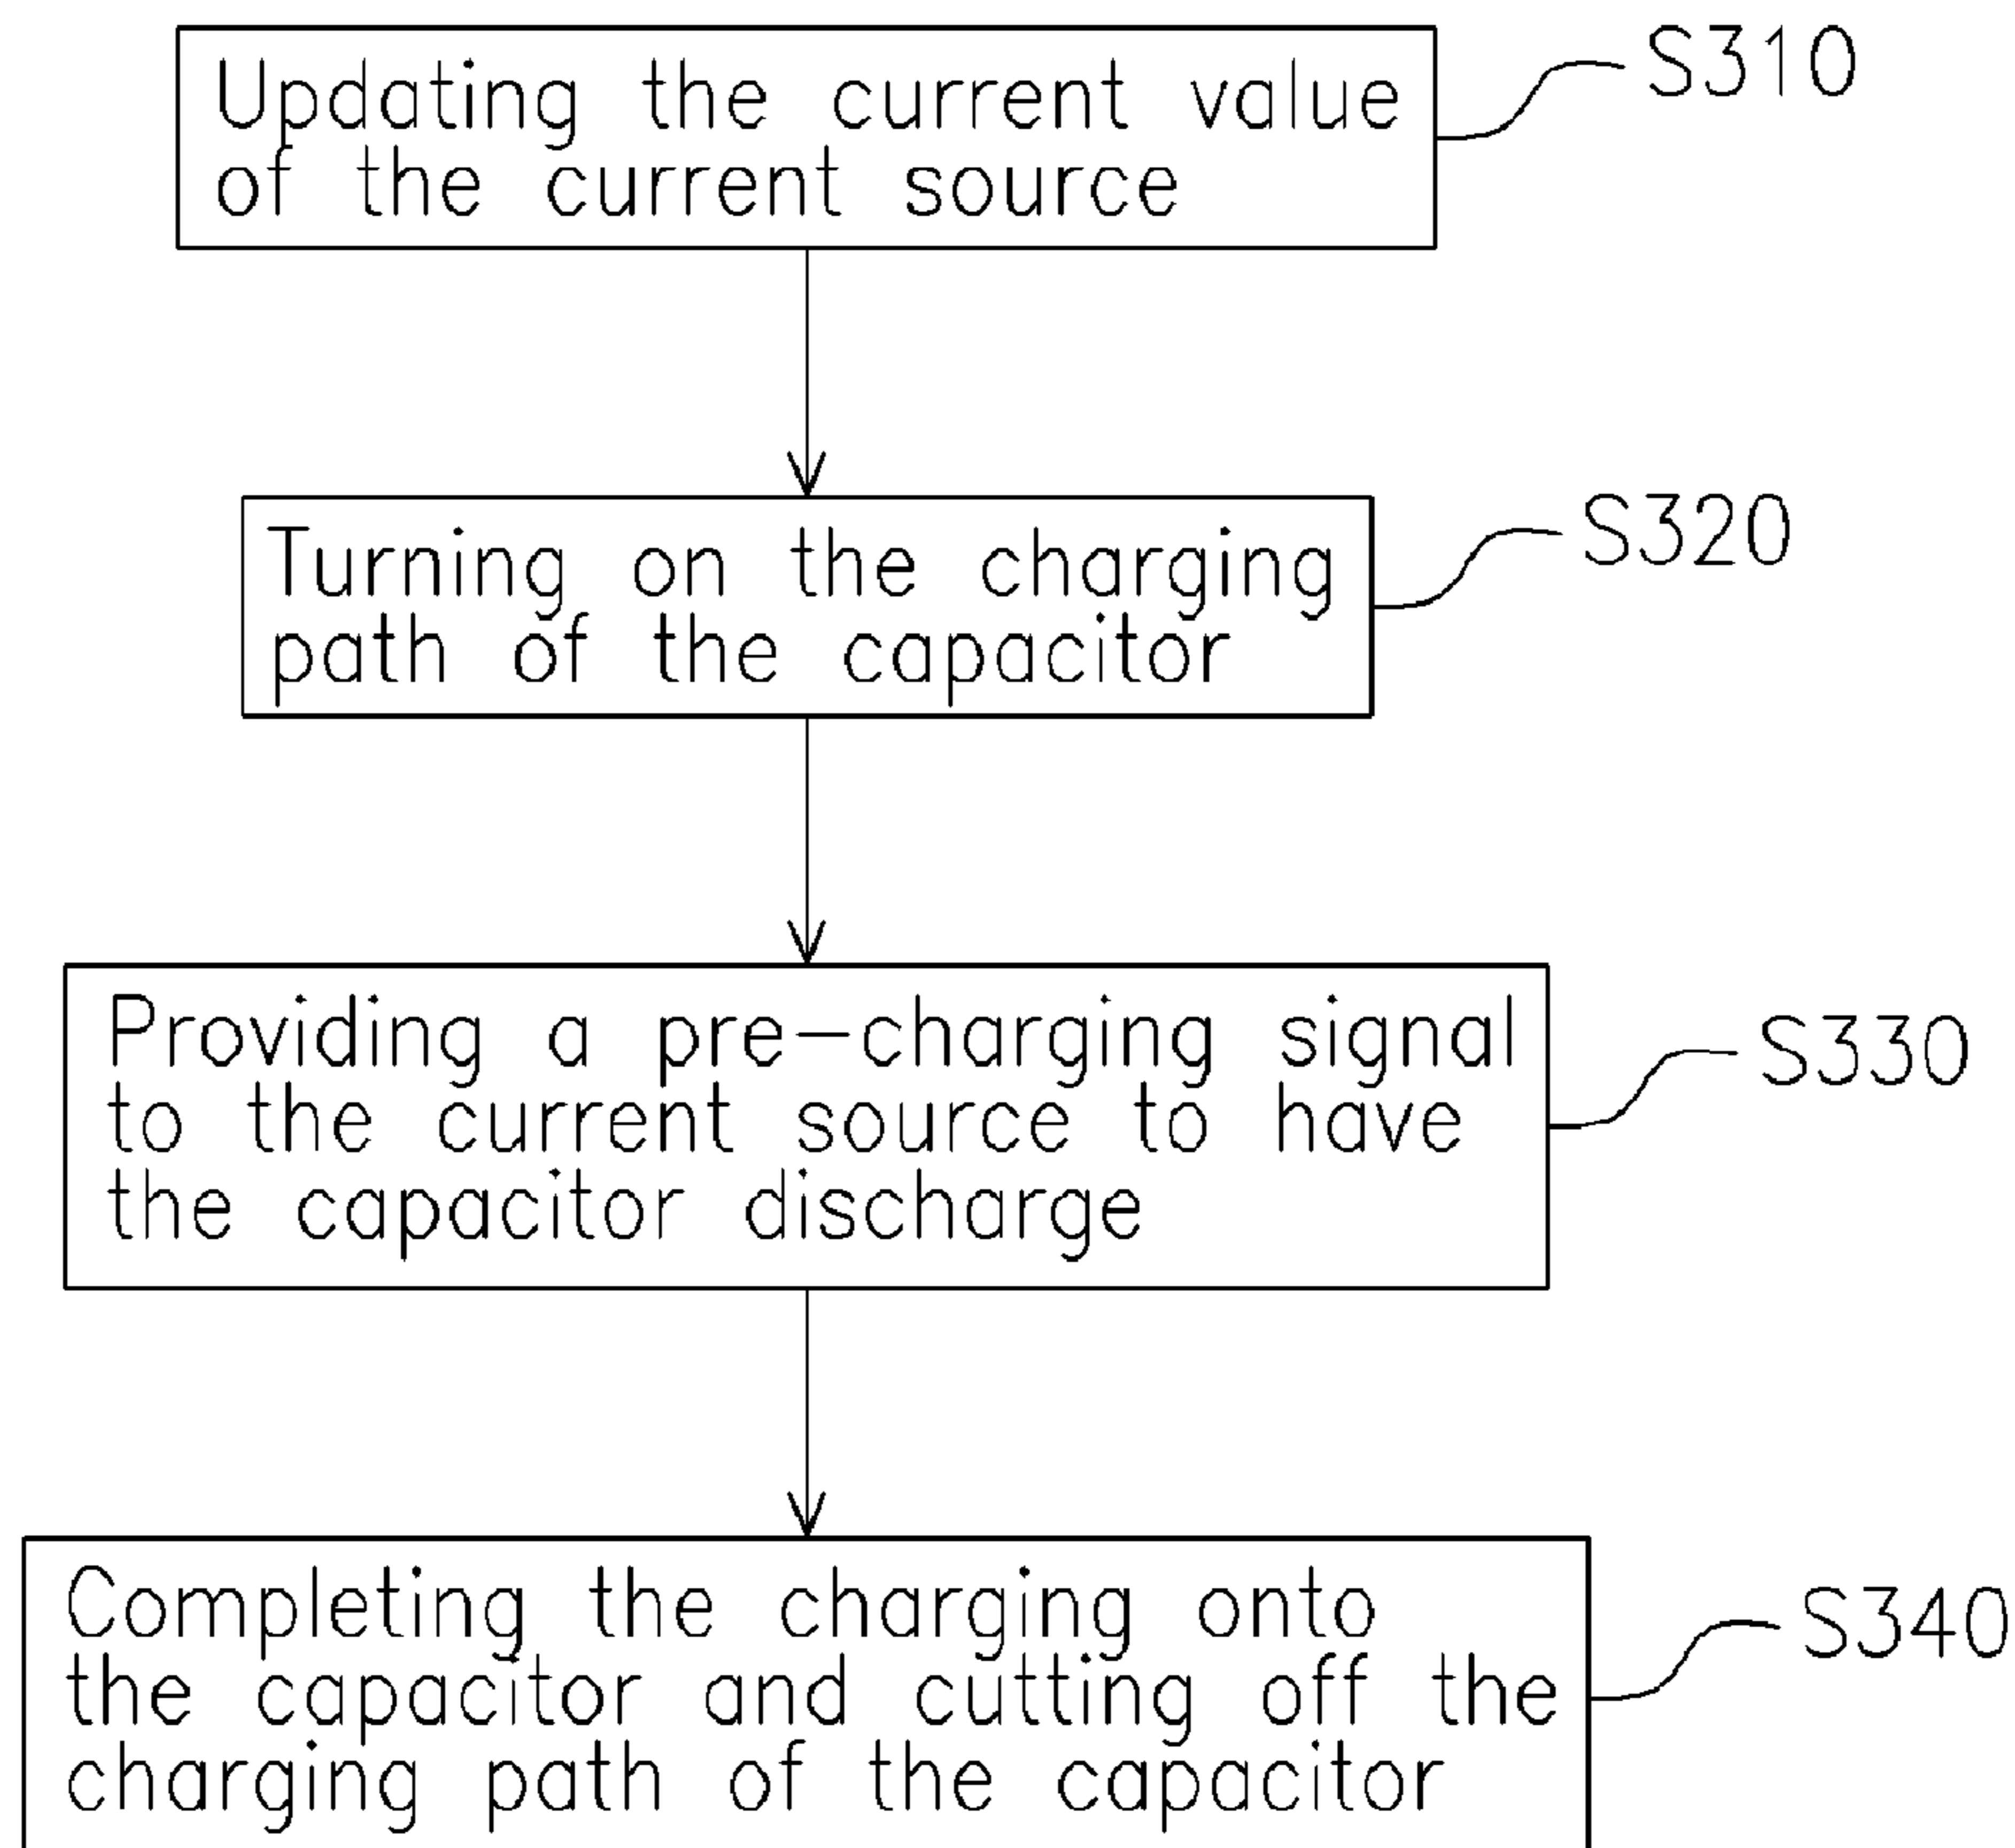 Updating the current value
of the current source
S310
Turning on the charging
path of the capacitor
S320
Providing a pre-charging signal
to the current source to have
the capacitor discharge
S330
Completing the charging onto
the capacitor and cutting off the
charging path of the capacitor
S340